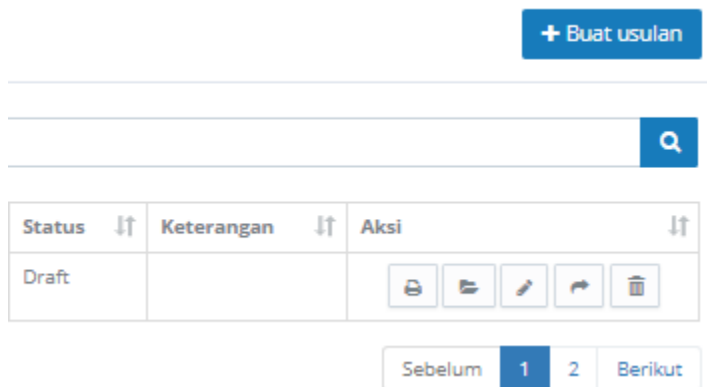 Buat usulan
Status Keterangan Aksi
Draft
Sebelum 1 2 Berikut